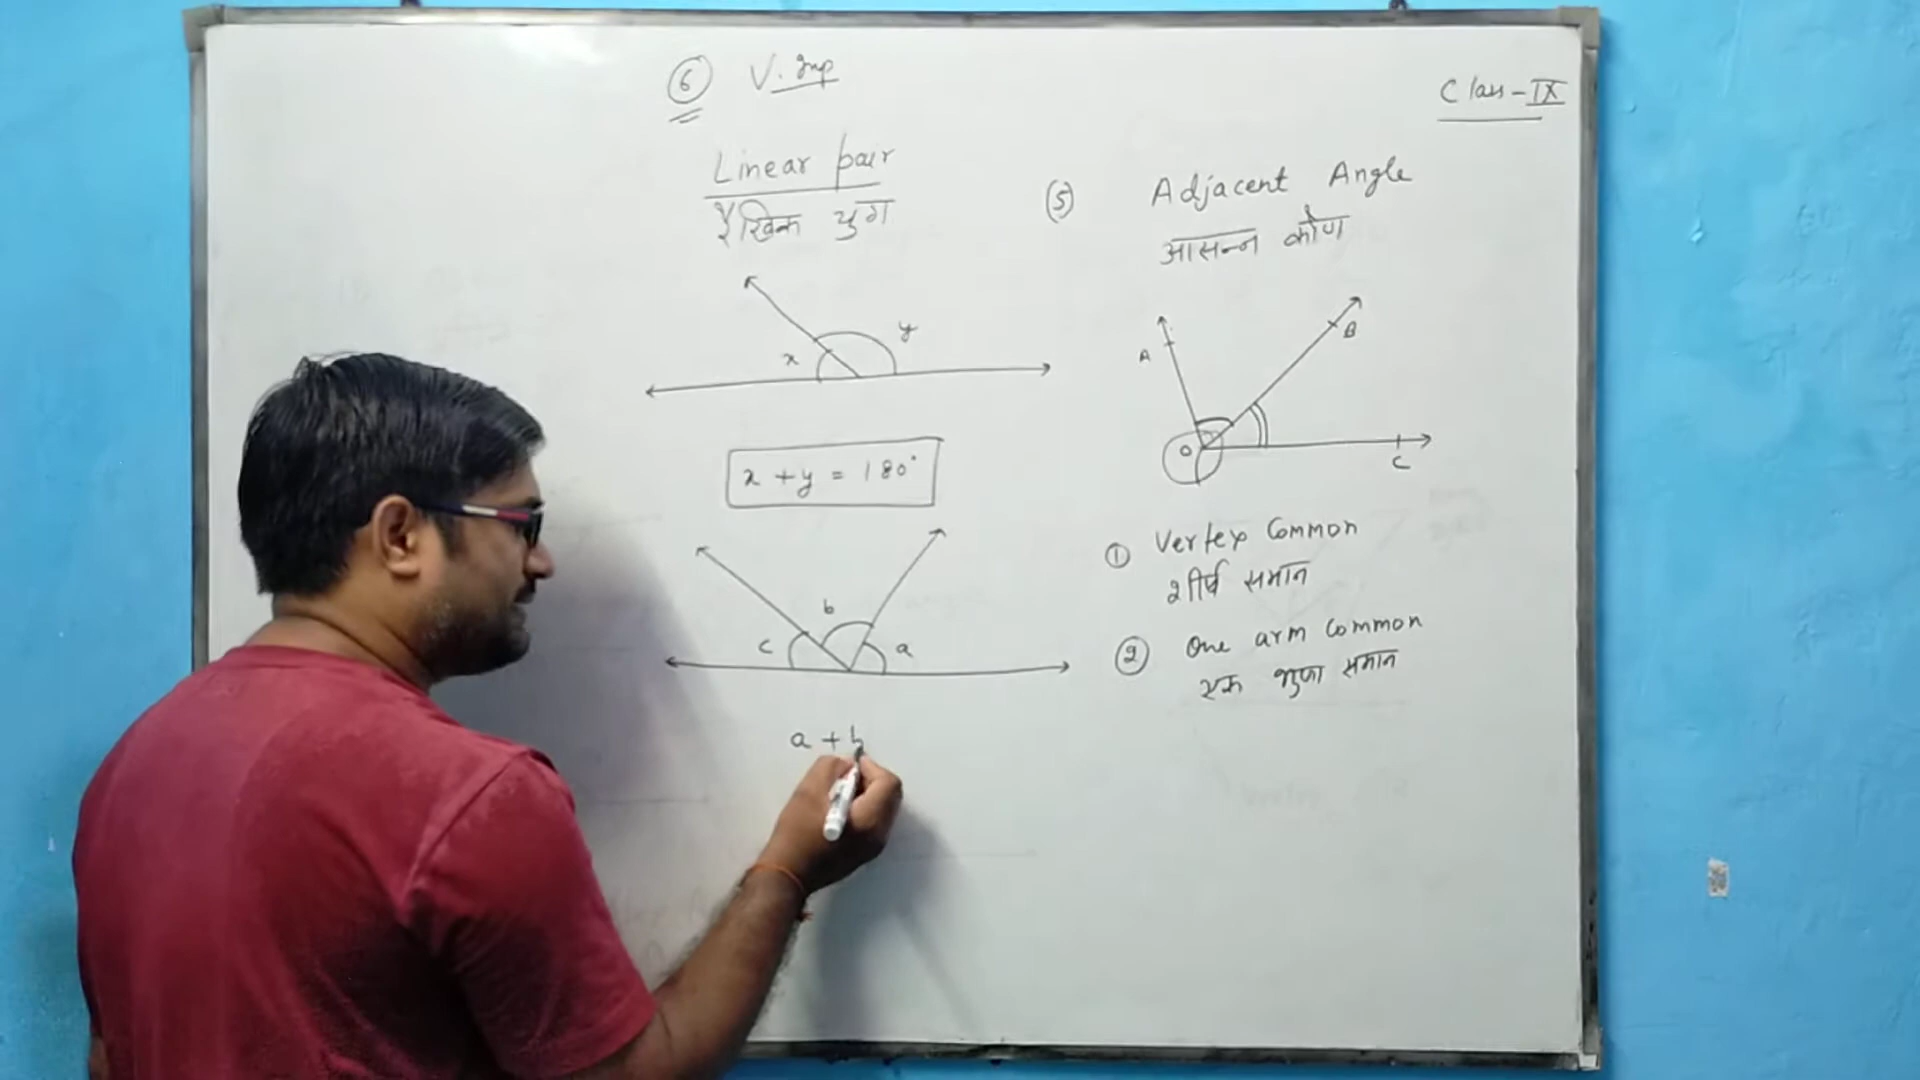 ⑥ V. Imp
Linear pair
रैखिक युग
x
y
x + y = 180°
c
b
a
a + b
Class - IX
⑤ Adjacent Angle
आसन्न कोण
A
B
O
C
① Vertex Common
शीर्ष समान
② One arm Common
एक भुजा समान